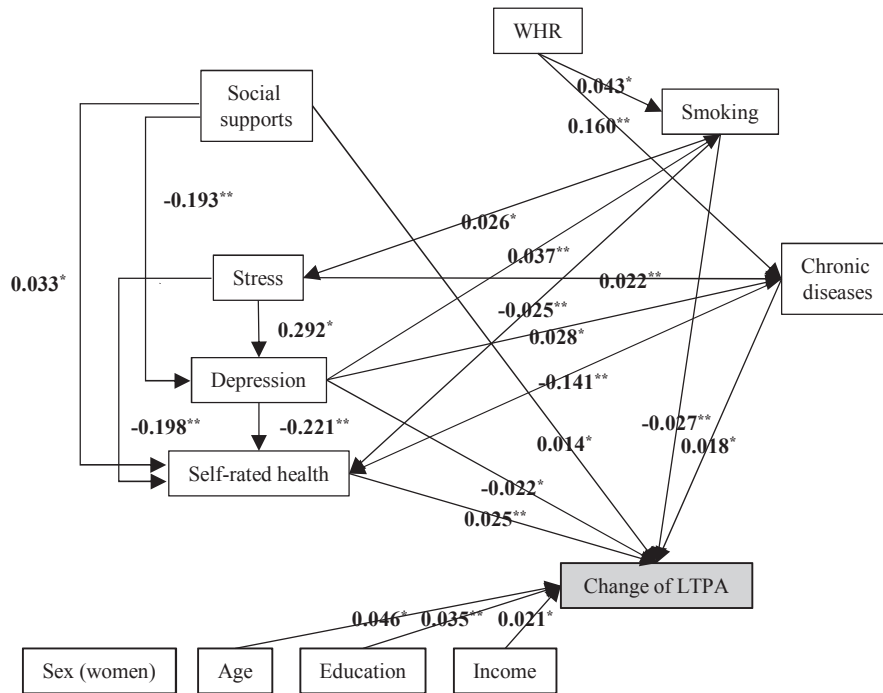 WHR
0.043*
Social
supports
Smoking
0.160**
-0.193**
0.026*
0.037**
Stress
0.033*
0.022**
Chronic
diseases
-0.025**
0.292*
0.028*
Depression
-0.141**
-0.198**
-0.221**
-0.027**
0.014*
0.018*
Self-rated health
-0.022*
0.025**
Change of LTPA
0.046*
0.035**
0.021*
Sex (women)
Age
Education
Income